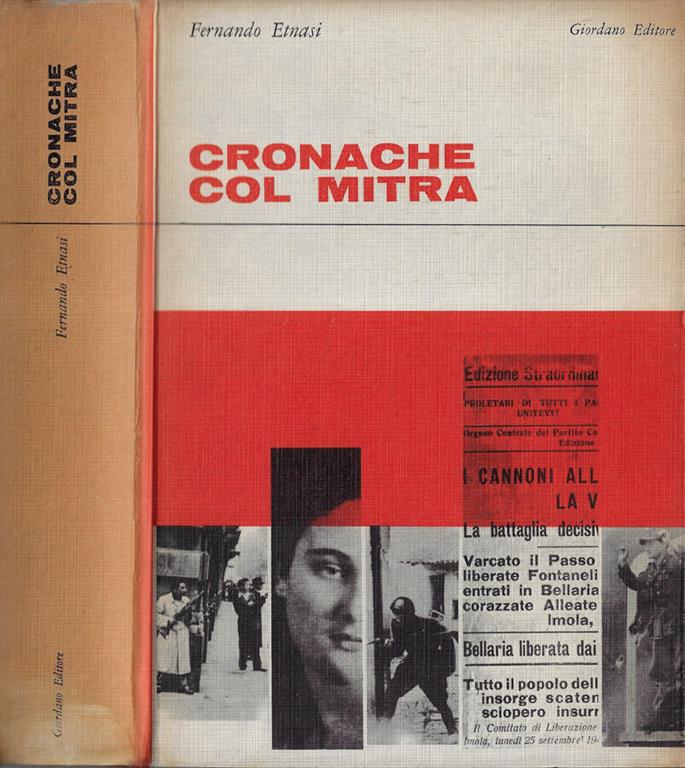 CRONACHE
COL MITRA
Fernando Etnasi
Giordano Editore
Fernando Etnasi
Giordano Editore
CRONACHE
COL MITRA
Edizione Straordinar
PROLETARI DI TUTTI I PA
UNITEVI!
Organo Centrale del Partito Co
Edizione
I CANNONI ALL
LA V
La battaglia decisiv
Varcato il Passo
liberate Fontaneli
entrati in Bellaria
corazzate Alleate
Imola,
Bellaria liberata dai
Tutto il popolo dell
insorge scaten
sciopero insurr
Il Comitato di Liberazione
Imola, lunedì 25 settembre 19